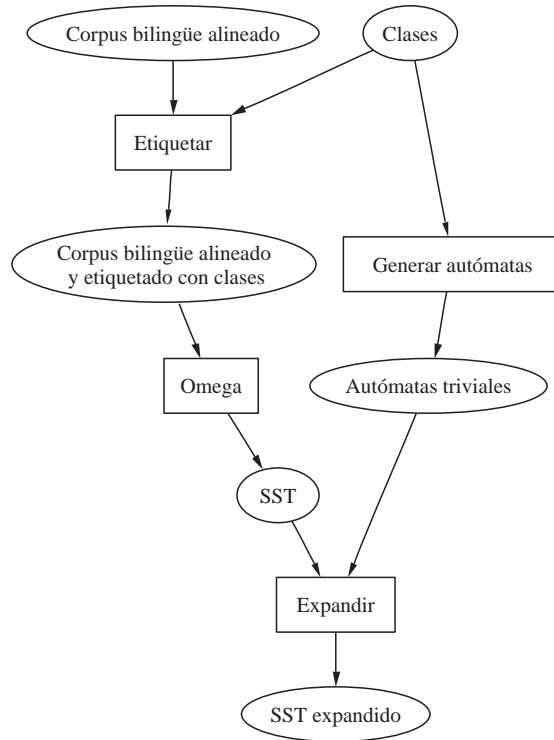 Corpus bilingüe alineado
Clases
Etiquetar
Corpus bilingüe alineado
y etiquetado con clases
Generar autómatas
Omega
Autómatas triviales
SST
Expandir
SST expandido